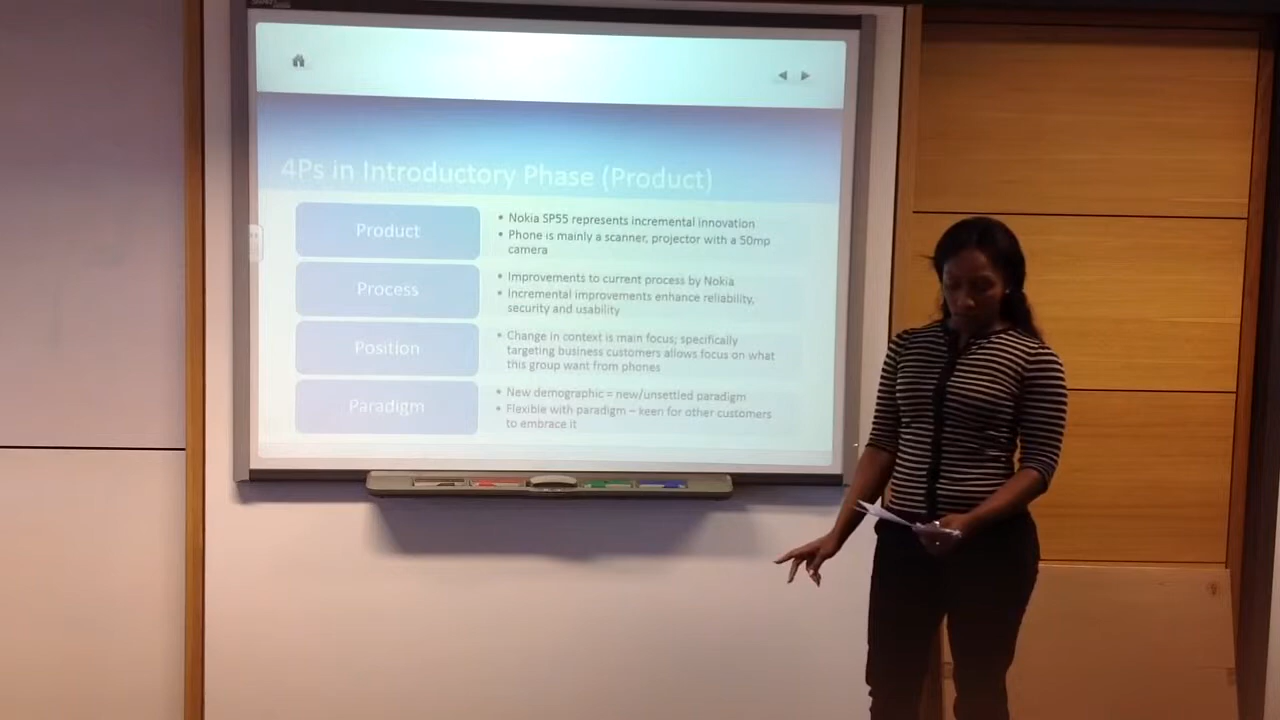 4Ps in Introductory Phase (Product)
Product
• Nokia SP55 represents incremental innovation
• Phone is mainly a scanner, projector with a 50mp
camera
Process
• Improvements to current process by Nokia
• Incremental improvements enhance reliability,
security and usability
Position
• Change in context is main focus; specifically
targeting business customers allows focus on what
this group want from phones
Paradigm
• New demographic = new/unsettled paradigm
• Flexible with paradigm – keen for other customers
to embrace it